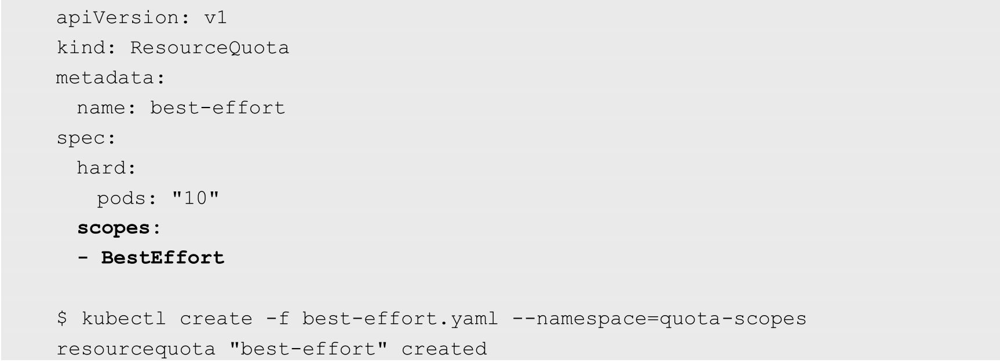 apiVersion: v1
kind: ResourceQuota
metadata:
  name: best-effort
spec:
  hard:
    pods: "10"
  scopes:
  - BestEffort

$ kubectl create -f best-effort.yaml --namespace=quota-scopes
resourcequota "best-effort" created